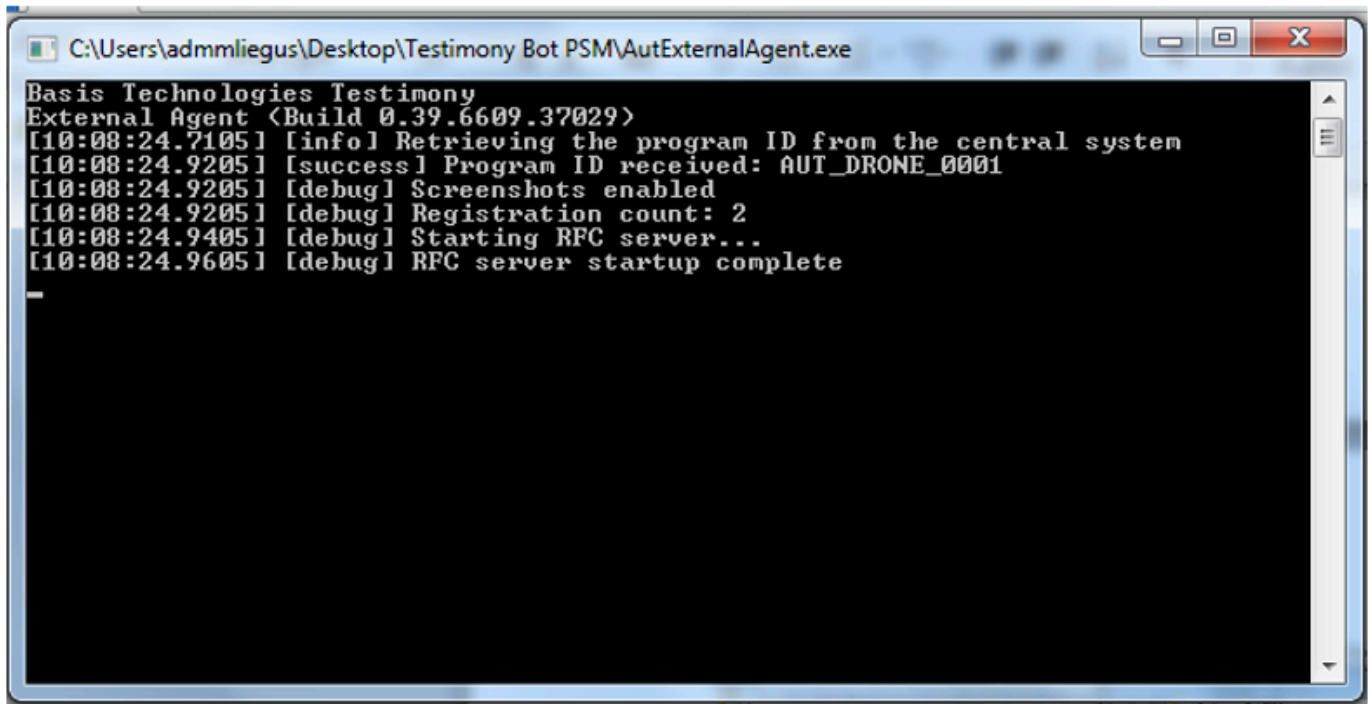 C:\Users\admmliegus\Desktop\Testimony Bot PSM\AutExternalAgent.exe
Basis Technologies Testimony
External Agent (Build 0.39.6609.37029)
[10:08:24.7105] [info] Retrieving the program ID from the central system
[10:08:24.9205] [success] Program ID received: AUT_DRONE_0001
[10:08:24.9205] [debug] Screenshots enabled
[10:08:24.9205] [debug] Registration count: 2
[10:08:24.9405] [debug] Starting RFC server...
[10:08:24.9605] [debug] RFC server startup complete